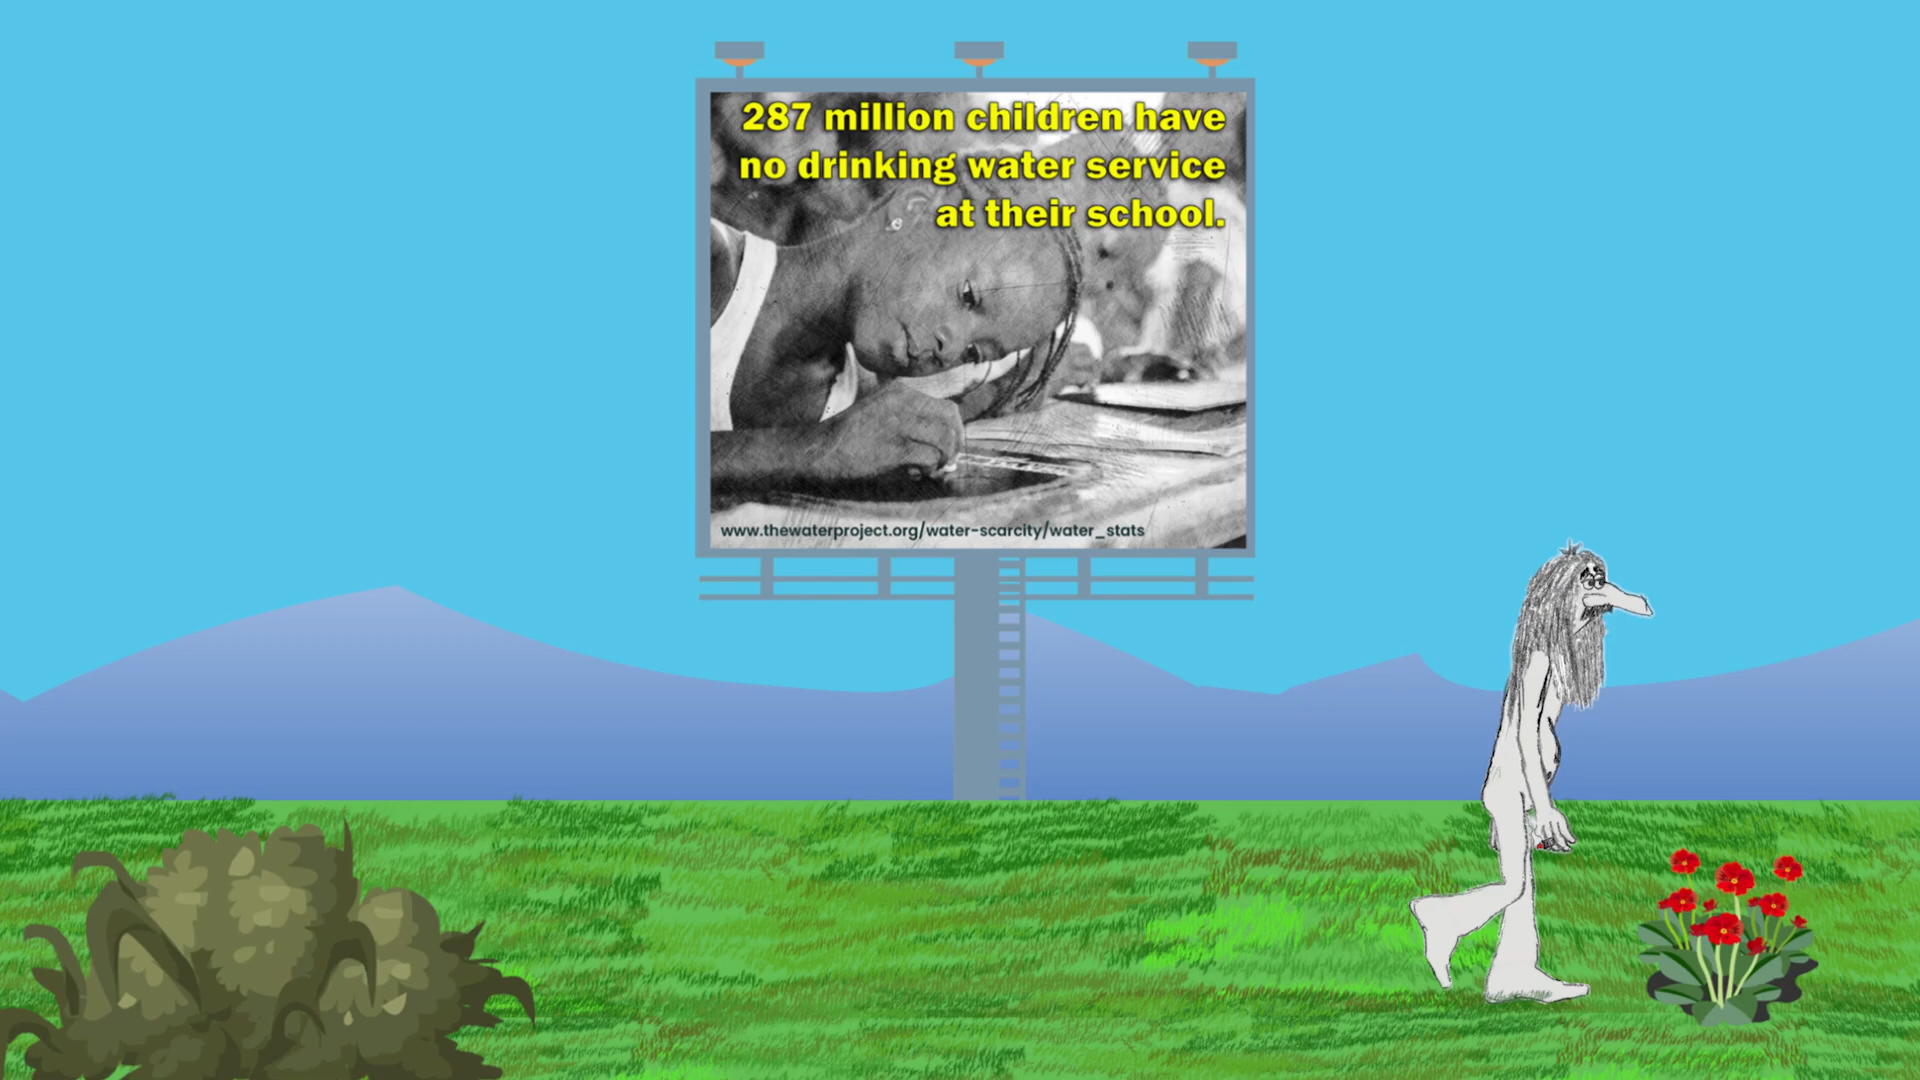 287 million children have
no drinking water service
at their school.
www.thewaterproject.org/water-scarcity/water_stats